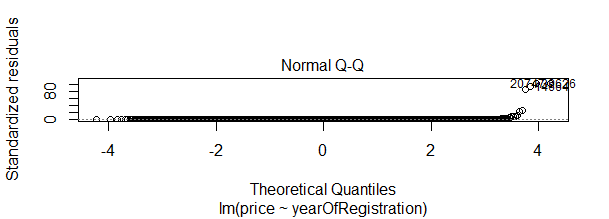 Normal Q-Q
Standardized residuals
80
0
-4
-2
0
2
4
Theoretical Quantiles
lm(price ~ yearOfRegistration)